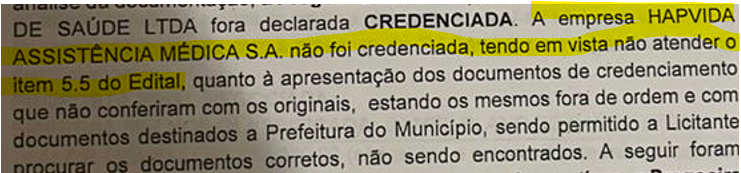 DE SAÚDE LTDA fora declarada CREDENCIADA. A empresa HAPVIDA
ASSISTÊNCIA MÉDICA S.A. não foi credenciada, tendo em vista não atender o
item 5.5 do Edital, quanto à apresentação dos documentos de credenciamento
que não conferiram com os originais, estando os mesmos fora de ordem e com
documentos destinados a Prefeitura do Município, sendo permitido a Licitante
procurar os documentos corretos, não sendo encontrados. A seguir foram